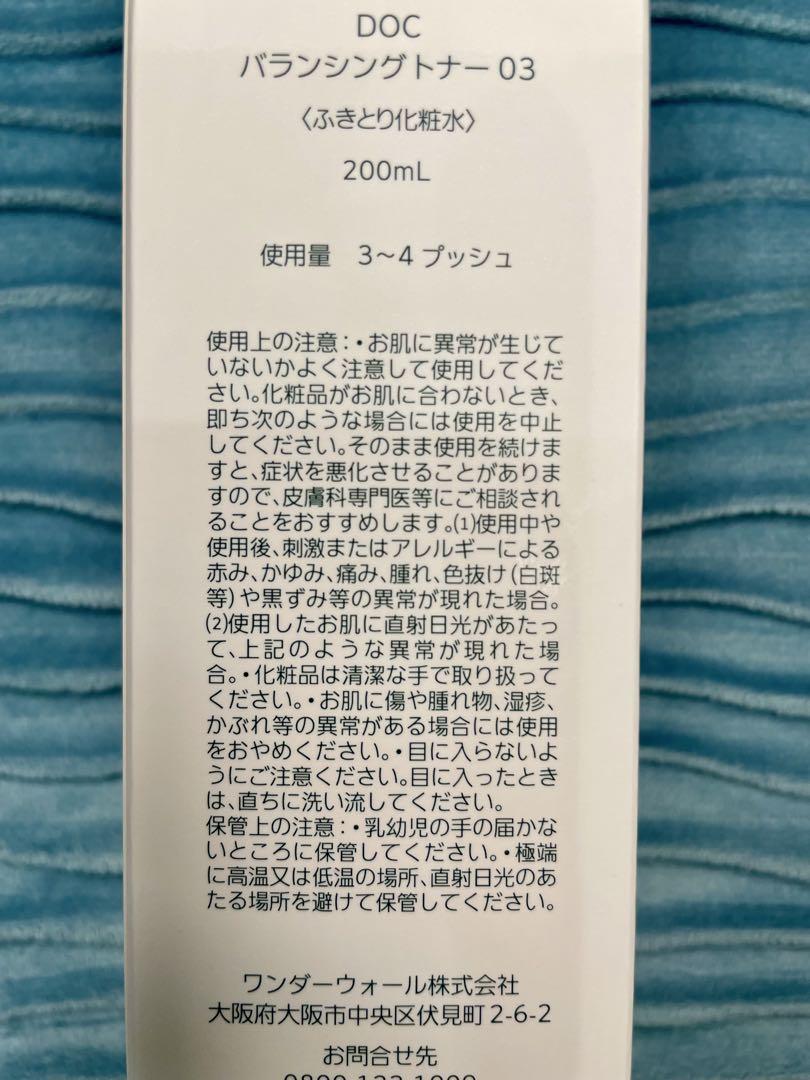 DOC
バランシングトナー 03
〈ふきとり化粧水〉
200mL
使用量　3〜4 プッシュ
使用上の注意：・お肌に異常が生じて
いないかよく注意して使用してくだ
さい。化粧品がお肌に合わないとき、
即ち次のような場合には使用を中止
してください。そのまま使用を続けま
すと、症状を悪化させることがありま
すので、皮膚科専門医等にご相談され
ることをおすすめします。(1)使用中や
使用後、刺激またはアレルギーによる
赤み、かゆみ、痛み、腫れ、色抜け(白斑
等)や黒ずみ等の異常が現れた場合。
(2)使用したお肌に直射日光があたっ
て、上記のような異常が現れた場
合。・化粧品は清潔な手で取り扱って
ください。・お肌に傷や腫れ物、湿疹、
かぶれ等の異常がある場合には使用
をおやめください。・目に入らないよ
うにご注意ください。目に入ったとき
は、直ちに洗い流してください。
保管上の注意：・乳幼児の手の届かな
いところに保管してください。・極端
に高温又は低温の場所、直射日光のあ
たる場所を避けて保管してください。
ワンダーウォール株式会社
大阪府大阪市中央区伏見町 2-6-2
お問合せ先